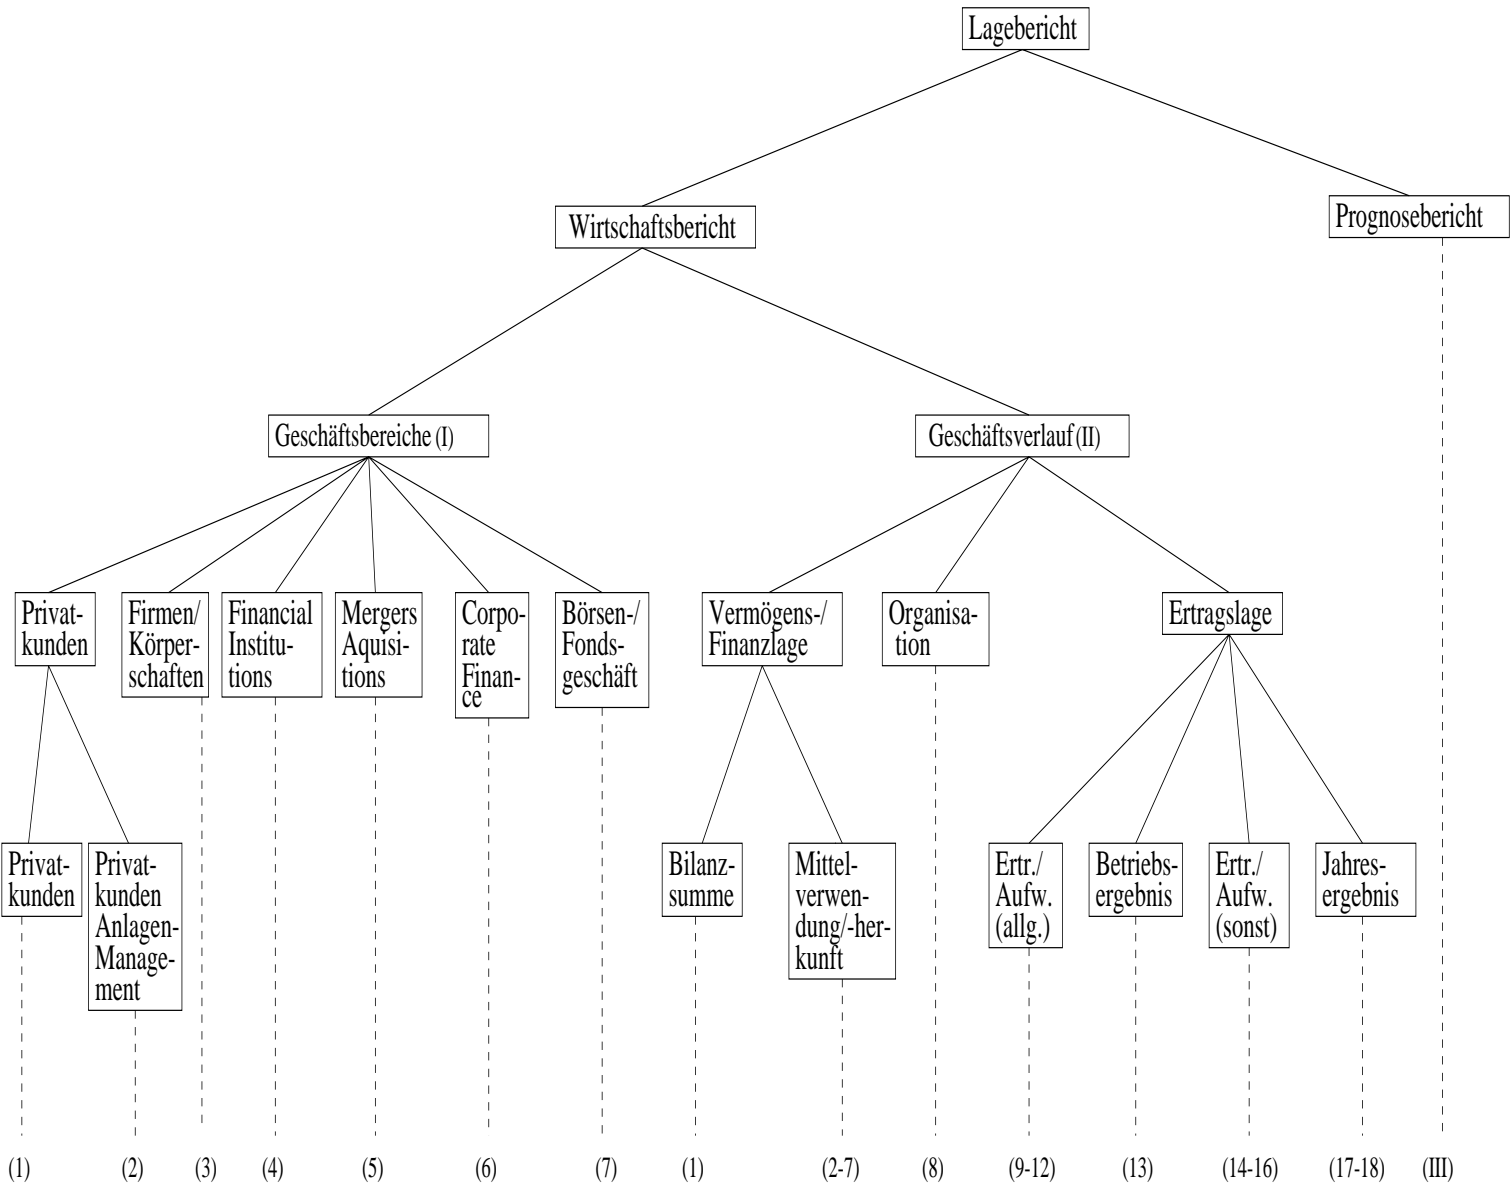 Lagebericht
Wirtschaftsbericht
Prognosebericht
Geschäftsbereiche (I)
Geschäftsverlauf (II)
Privat-
kunden
Firmen/
Körper-
schaften
Financial
Institu-
tions
Mergers
Aquisi-
tions
Corpo-
rate
Finan-
ce
Börsen-/
Fonds-
geschäft
Vermögens-/
Finanzlage
Organisa-
tion
Ertragslage
Privat-
kunden
Privat-
kunden
Anlagen-
Manage-
ment
Bilanz-
summe
Mittel-
verwen-
dung/-her-
kunft
Ertr./
Aufw.
(allg.)
Betriebs-
ergebnis
Ertr./
Aufw.
(sonst)
Jahres-
ergebnis
(1) (2) (3) (4) (5) (6) (7) (1) (2-7) (8) (9-12) (13) (14-16) (17-18) (III)